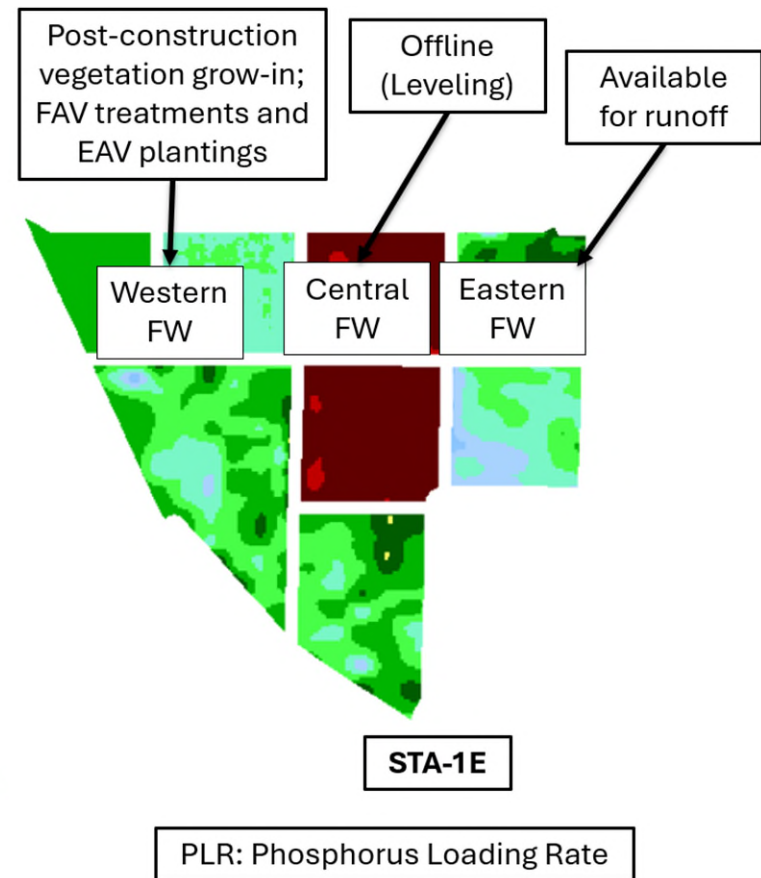 Post-construction
vegetation grow-in;
FAV treatments and
EAV plantings
Offline
(Leveling)
Available
for runoff
Western
FW
Central
FW
Eastern
FW
STA-1E
PLR: Phosphorus Loading Rate